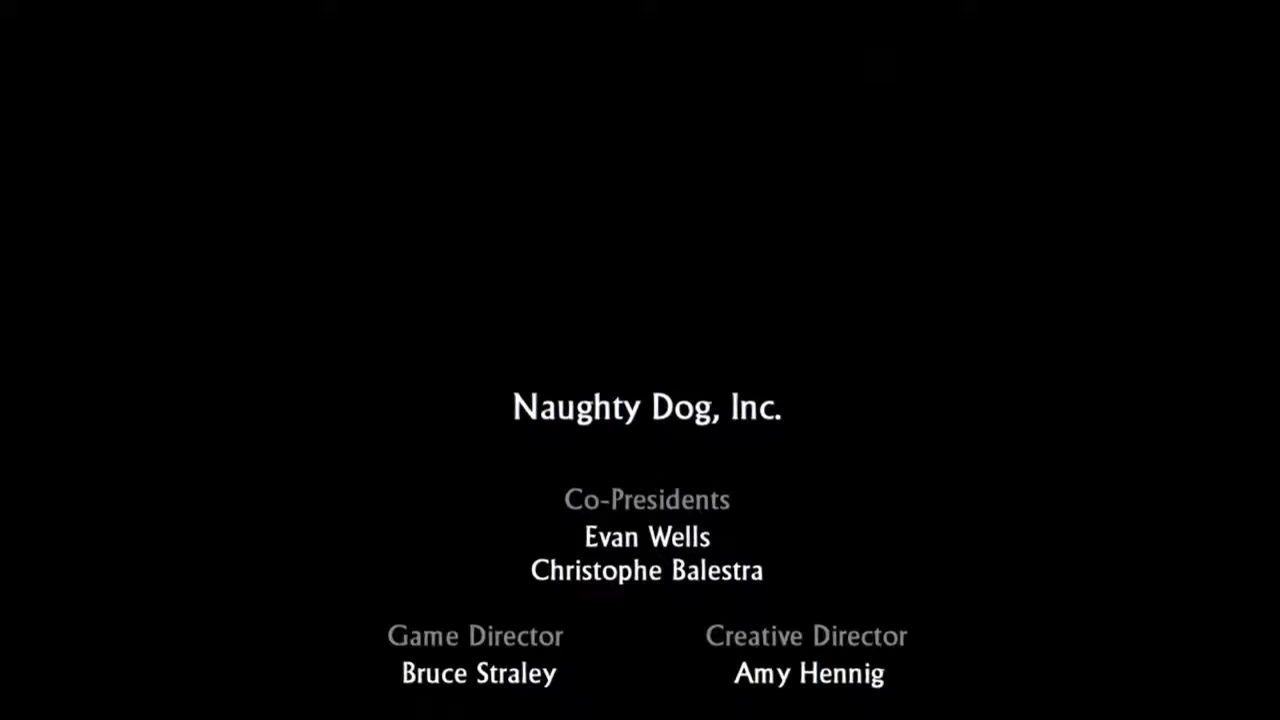 Naughty Dog, Inc.
Co-Presidents
Evan Wells
Christophe Balestra
Game Director
Bruce Straley
Creative Director
Amy Hennig